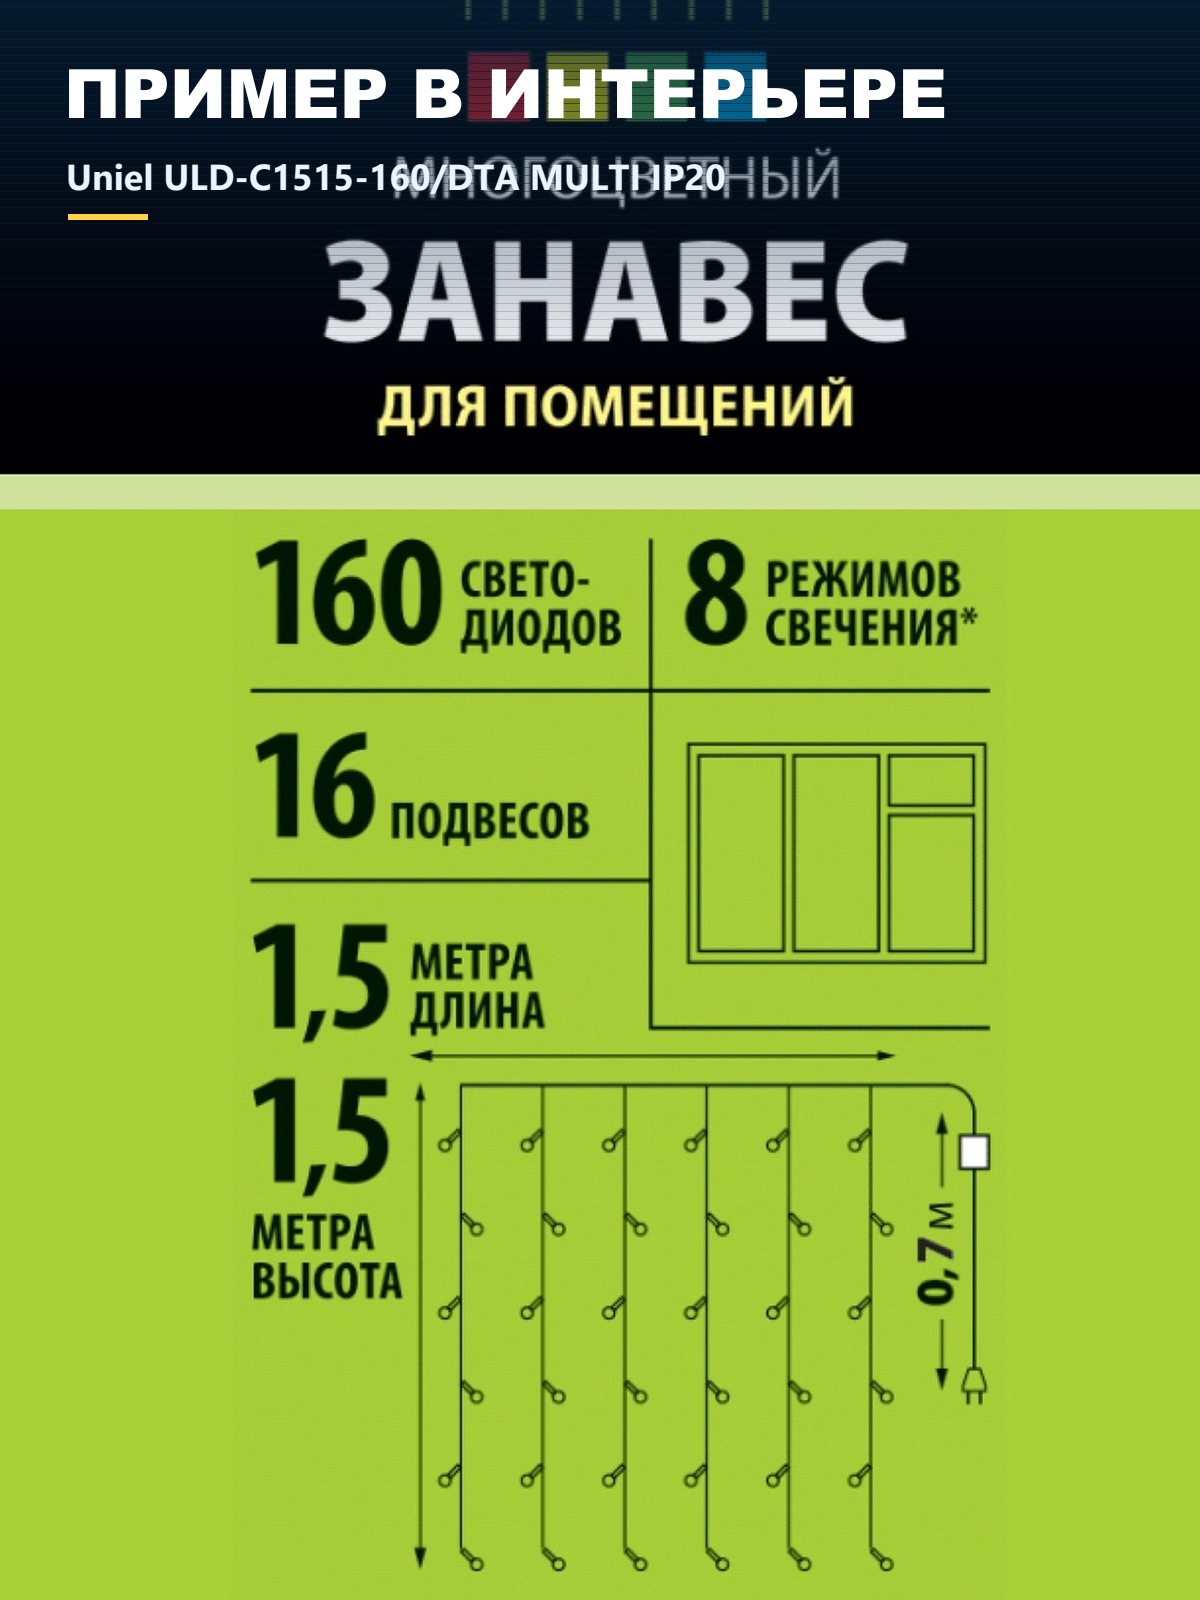 ПРИМЕР В ИНТЕРЬЕРЕ
Uniel ULD-C1515-160/DTA MULTI IP20
МНОГОЦВЕТНЫЙ
ЗАНАВЕС
ДЛЯ ПОМЕЩЕНИЙ
160 СВЕТО-
ДИОДОВ
8 РЕЖИМОВ
СВЕЧЕНИЯ*
16 ПОДВЕСОВ
1,5 МЕТРА
ДЛИНА
1,5
МЕТРА
ВЫСОТА
0,7 М